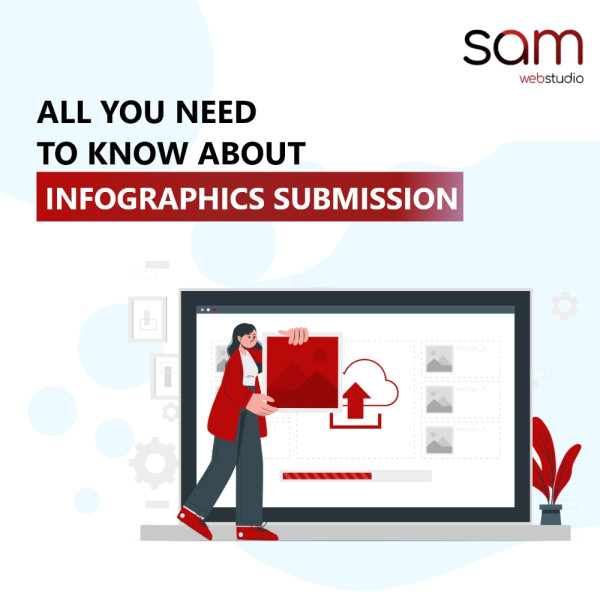 sam
webstudio
ALL YOU NEED
TO KNOW ABOUT
INFOGRAPHICS SUBMISSION